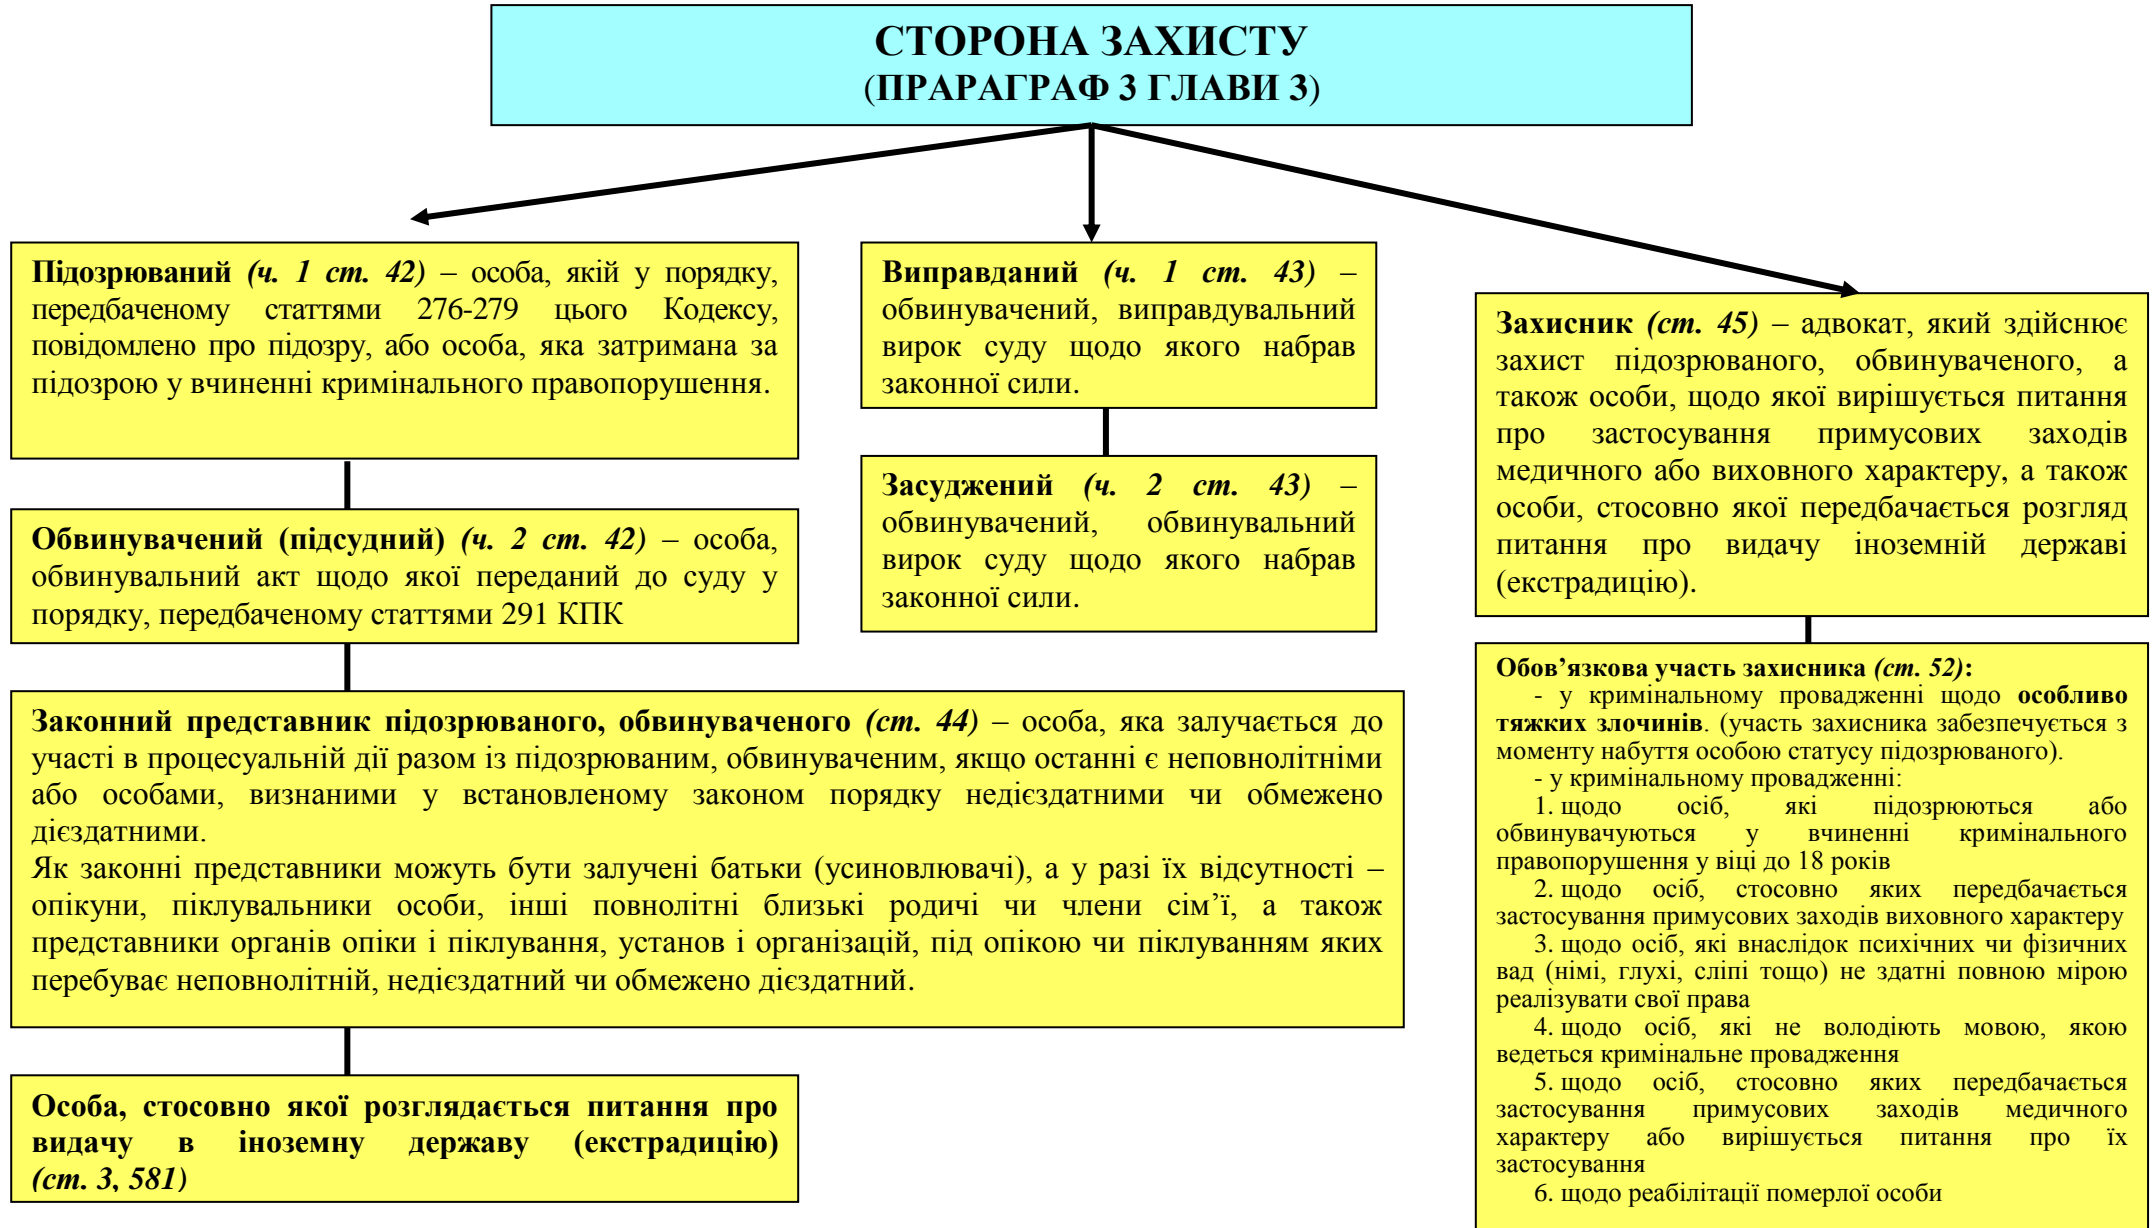 СТОРОНА ЗАХИСТУ
(ПРАРАГРАФ 3 ГЛАВИ 3)
Підозрюваний (ч. 1 ст. 42) – особа, якій у порядку,
передбаченому статтями 276-279 цього Кодексу,
повідомлено про підозру, або особа, яка затримана за
підозрою у вчиненні кримінального правопорушення.
Обвинувачений (підсудний) (ч. 2 ст. 42) – особа,
обвинувальний акт щодо якої переданий до суду у
порядку, передбаченому статтями 291 КПК
Виправданий (ч. 1 ст. 43) –
обвинувачений, виправдувальний
вирок суду щодо якого набрав
законної сили.
Засуджений (ч. 2 ст. 43) –
обвинувачений, обвинувальний
вирок суду щодо якого набрав
законної сили.
Законний представник підозрюваного, обвинуваченого (ст. 44) – особа, яка залучається до
участі в процесуальній дії разом із підозрюваним, обвинуваченим, якщо останні є неповнолітніми
або особами, визнаними у встановленому законом порядку недієздатними чи обмежено
дієздатними.
Як законні представники можуть бути залучені батьки (усиновлювачі), а у разі їх відсутності –
опікуни, піклувальники особи, інші повнолітні близькі родичі чи члени сім’ї, а також
представники органів опіки і піклування, установ і організацій, під опікою чи піклуванням яких
перебуває неповнолітній, недієздатний чи обмежено дієздатний.
Особа, стосовно якої розглядається питання про
видачу в іноземну державу (екстрадицію)
(ст. 3, 581)
Захисник (ст. 45) – адвокат, який здійснює
захист підозрюваного, обвинуваченого, а
також особи, щодо якої вирішується питання
про застосування примусових заходів
медичного або виховного характеру, а також
особи, стосовно якої передбачається розгляд
питання про видачу іноземній державі
(екстрадицію).
Обов’язкова участь захисника (ст. 52):
- у кримінальному провадженні щодо особливо
тяжких злочинів. (участь захисника забезпечується з
моменту набуття особою статусу підозрюваного).
- у кримінальному провадженні:
1. щодо осіб, які підозрюються або
обвинувачуються у вчиненні кримінального
правопорушення у віці до 18 років
2. щодо осіб, стосовно яких передбачається
застосування примусових заходів виховного характеру
3. щодо осіб, які внаслідок психічних чи фізичних
вад (німі, глухі, сліпі тощо) не здатні повною мірою
реалізувати свої права
4. щодо осіб, які не володіють мовою, якою
ведеться кримінальне провадження
5. щодо осіб, стосовно яких передбачається
застосування примусових заходів медичного
характеру або вирішується питання про їх
застосування
6. щодо реабілітації померлої особи